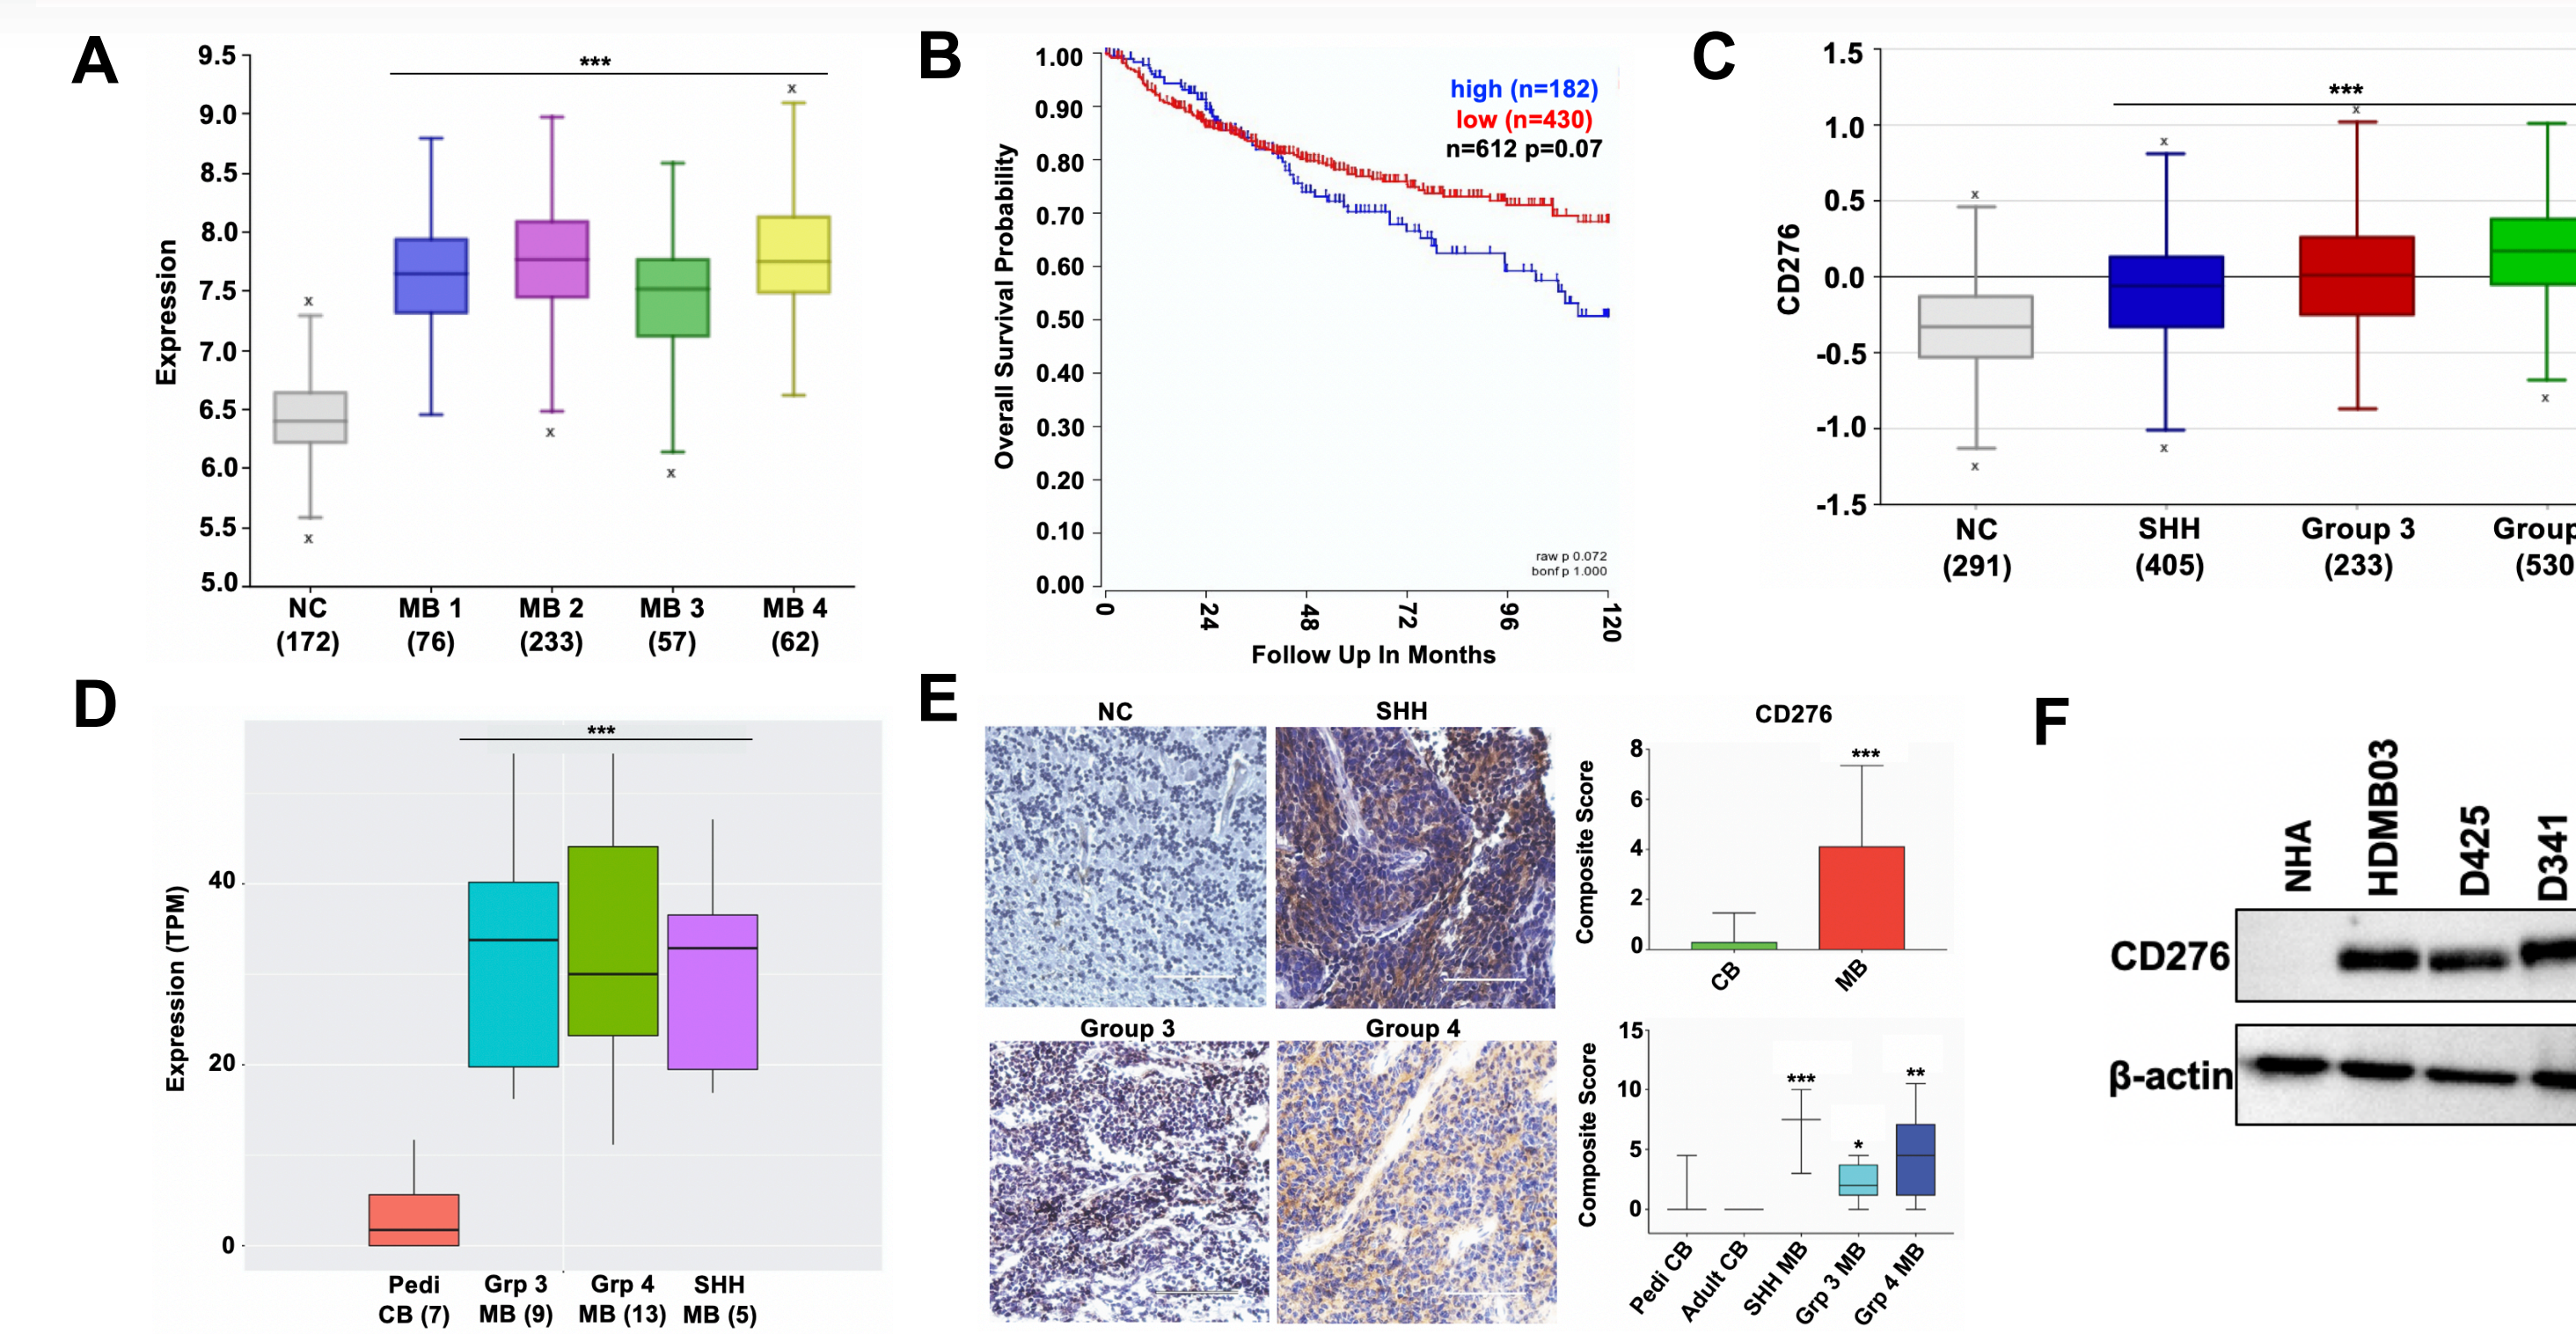 A
9.5
9.0
8.5
8.0
7.5
7.0
6.5
6.0
5.5
5.0
Expression
***
x
x
x
x
x
NC
(172)
MB 1
(76)
MB 2
(233)
MB 3
(57)
MB 4
(62)
B
1.00
0.90
0.80
0.70
0.60
0.50
0.40
0.30
0.20
0.10
0.00
Overall Survival Probability
high (n=182)
low (n=430)
n=612 p=0.07
raw p 0.072
bonf p 1.000
0
24
48
72
96
120
Follow Up In Months
C
1.5
1.0
0.5
0.0
-0.5
-1.0
-1.5
CD276
***
x
x
x
x
x
x
NC
(291)
SHH
(405)
Group 3
(233)
Group
(530
D
***
40
20
0
Expression (TPM)
Pedi
CB (7)
Grp 3
MB (9)
Grp 4
MB (13)
SHH
MB (5)
E
NC
SHH
Group 3
Group 4
CD276
8
6
4
2
0
Composite Score
***
CB
MB
15
10
5
0
Composite Score
***
*
**
Pedi CB
Adult CB
SHH MB
Grp 3 MB
Grp 4 MB
F
NHA
HDMB03
D425
D341
CD276
β-actin